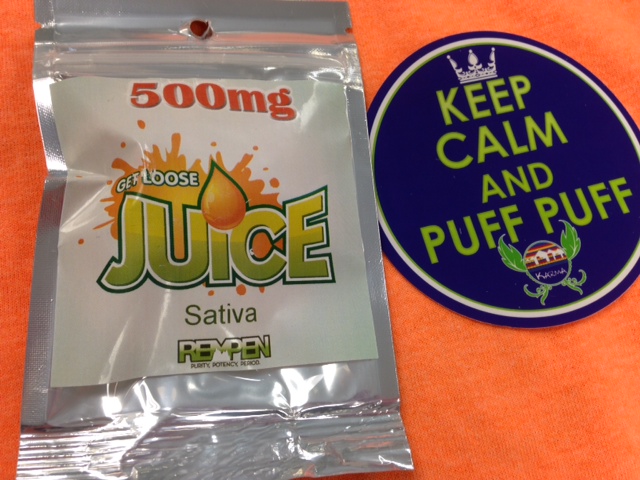 500mg
GET LOOSE
JUICE
Sativa
REMPEN
PURITY. POTENCY. PERIOD.
KEEP
CALM
AND
PUFF PUFF